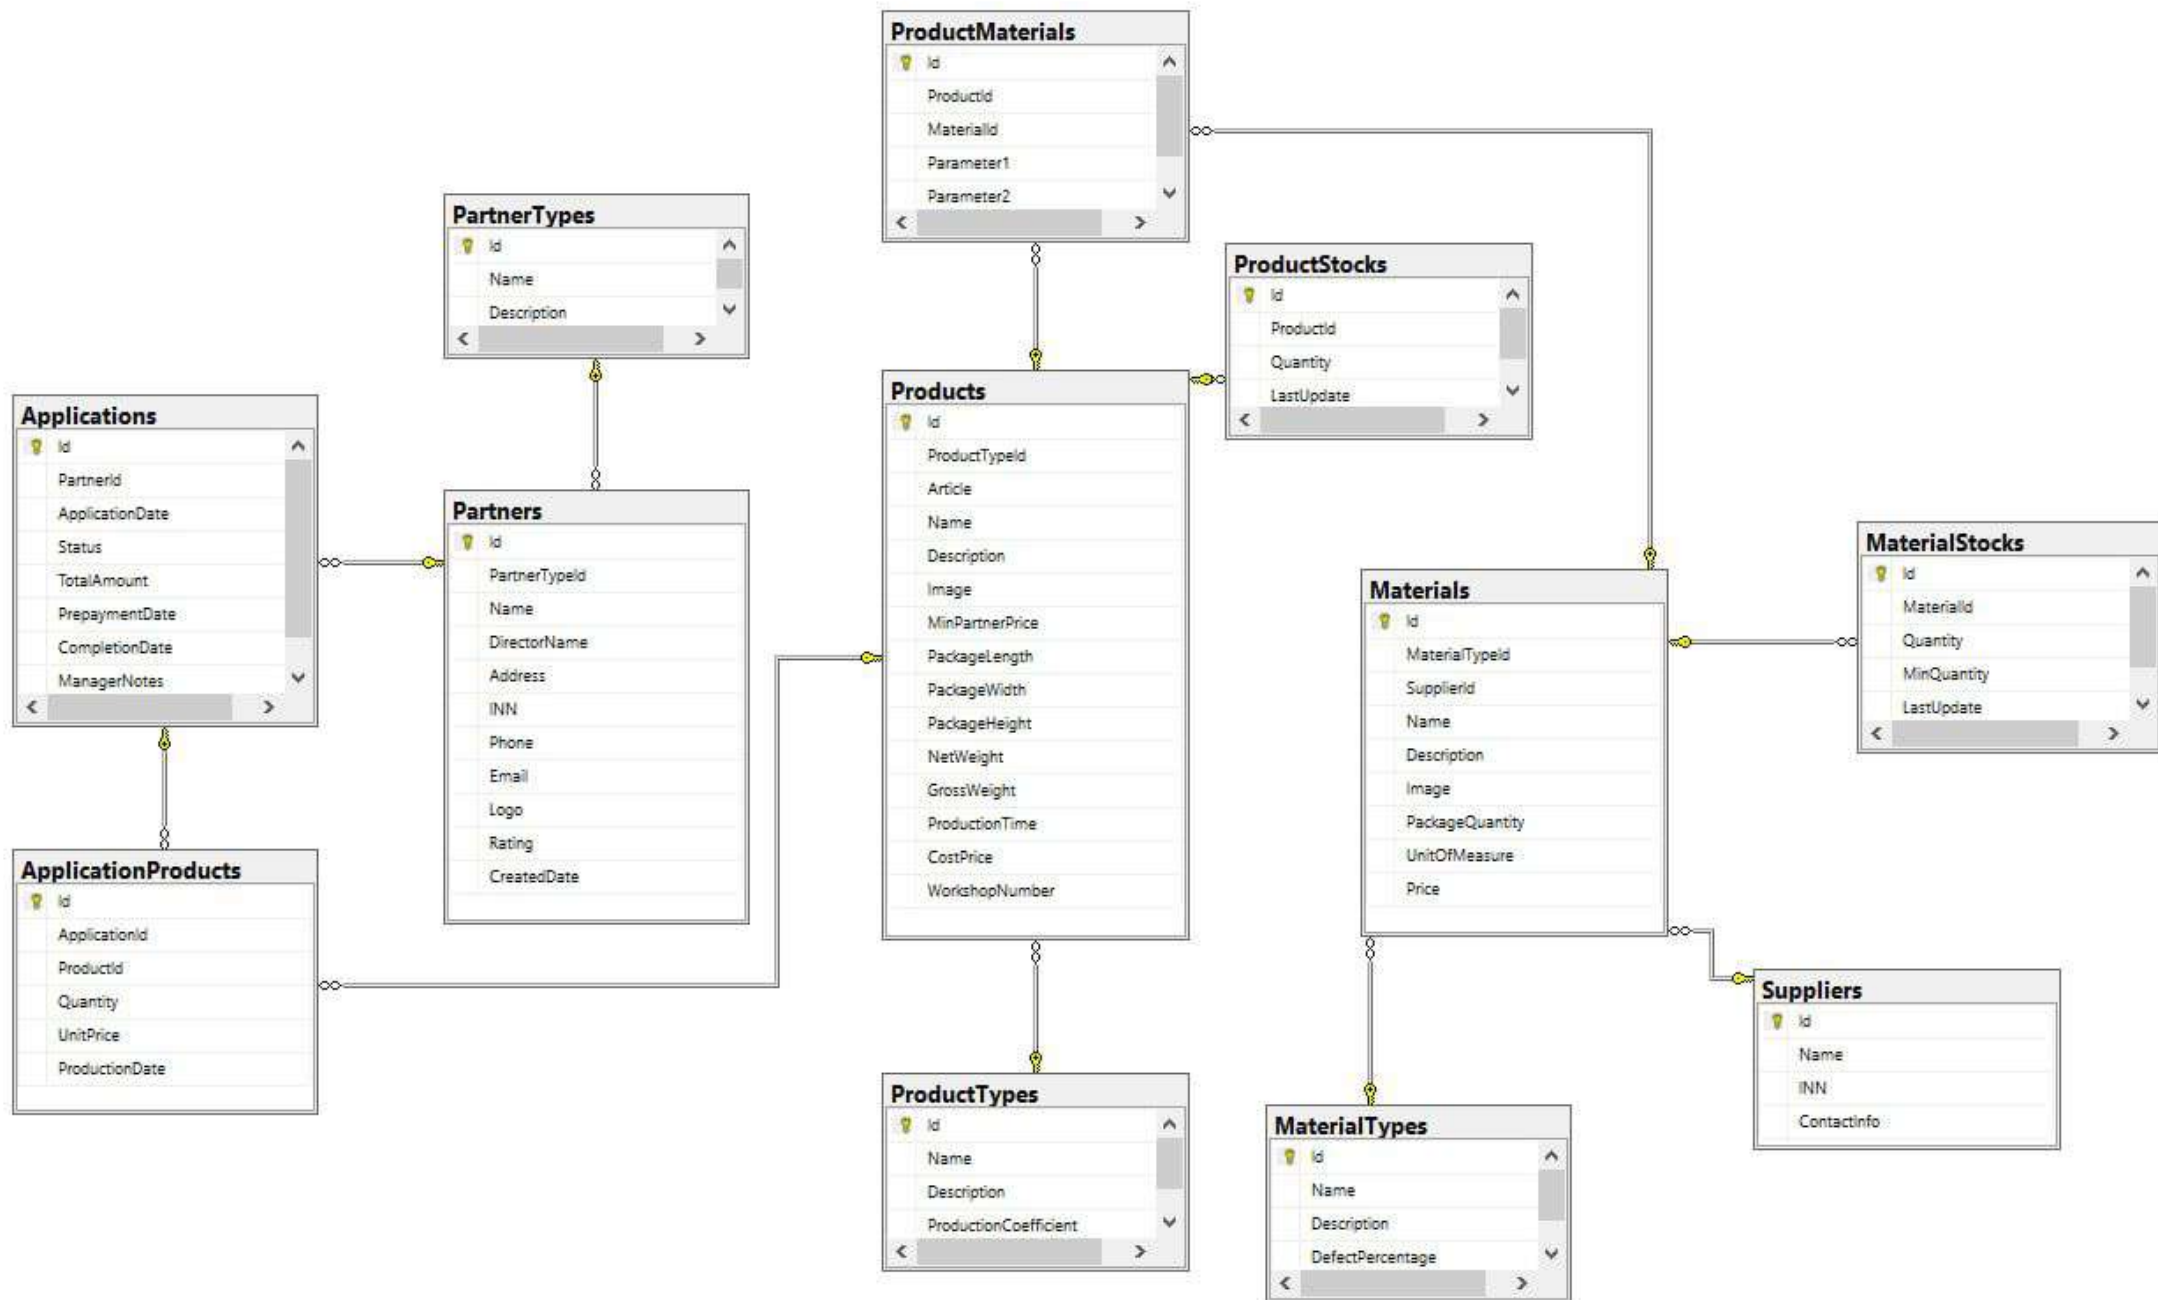 ProductMaterials
Id
ProductId
MaterialId
Parameter1
Parameter2
PartnerTypes
Id
Name
Description
ProductStocks
Id
ProductId
Quantity
LastUpdate
Applications
Id
PartnerId
ApplicationDate
Status
TotalAmount
PrepaymentDate
CompletionDate
ManagerNotes
Partners
Id
PartnerTypeId
Name
DirectorName
Address
INN
Phone
Email
Logo
Rating
CreatedDate
Products
Id
ProductTypeId
Article
Name
Description
Image
MinPartnerPrice
PackageLength
PackageWidth
PackageHeight
NetWeight
GrossWeight
ProductionTime
CostPrice
WorkshopNumber
Materials
Id
MaterialTypeId
SupplierId
Name
Description
Image
PackageQuantity
UnitOfMeasure
Price
MaterialStocks
Id
MaterialId
Quantity
MinQuantity
LastUpdate
ApplicationProducts
Id
ApplicationId
ProductId
Quantity
UnitPrice
ProductionDate
ProductTypes
Id
Name
Description
ProductionCoefficient
MaterialTypes
Id
Name
Description
DefectPercentage
Suppliers
Id
Name
INN
ContactInfo